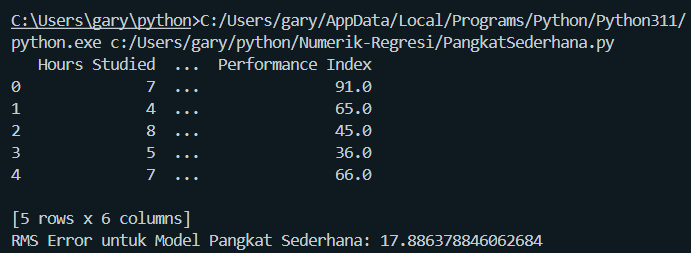 C:\Users\gary\python>C:/Users/gary/AppData/Local/Programs/Python/Python311/
python.exe c:/Users/gary/python/Numerik-Regresi/PangkatSederhana.py
   Hours Studied  ...  Performance Index
0              7  ...               91.0
1              4  ...               65.0
2              8  ...               45.0
3              5  ...               36.0
4              7  ...               66.0

[5 rows x 6 columns]
RMS Error untuk Model Pangkat Sederhana: 17.886378846062684